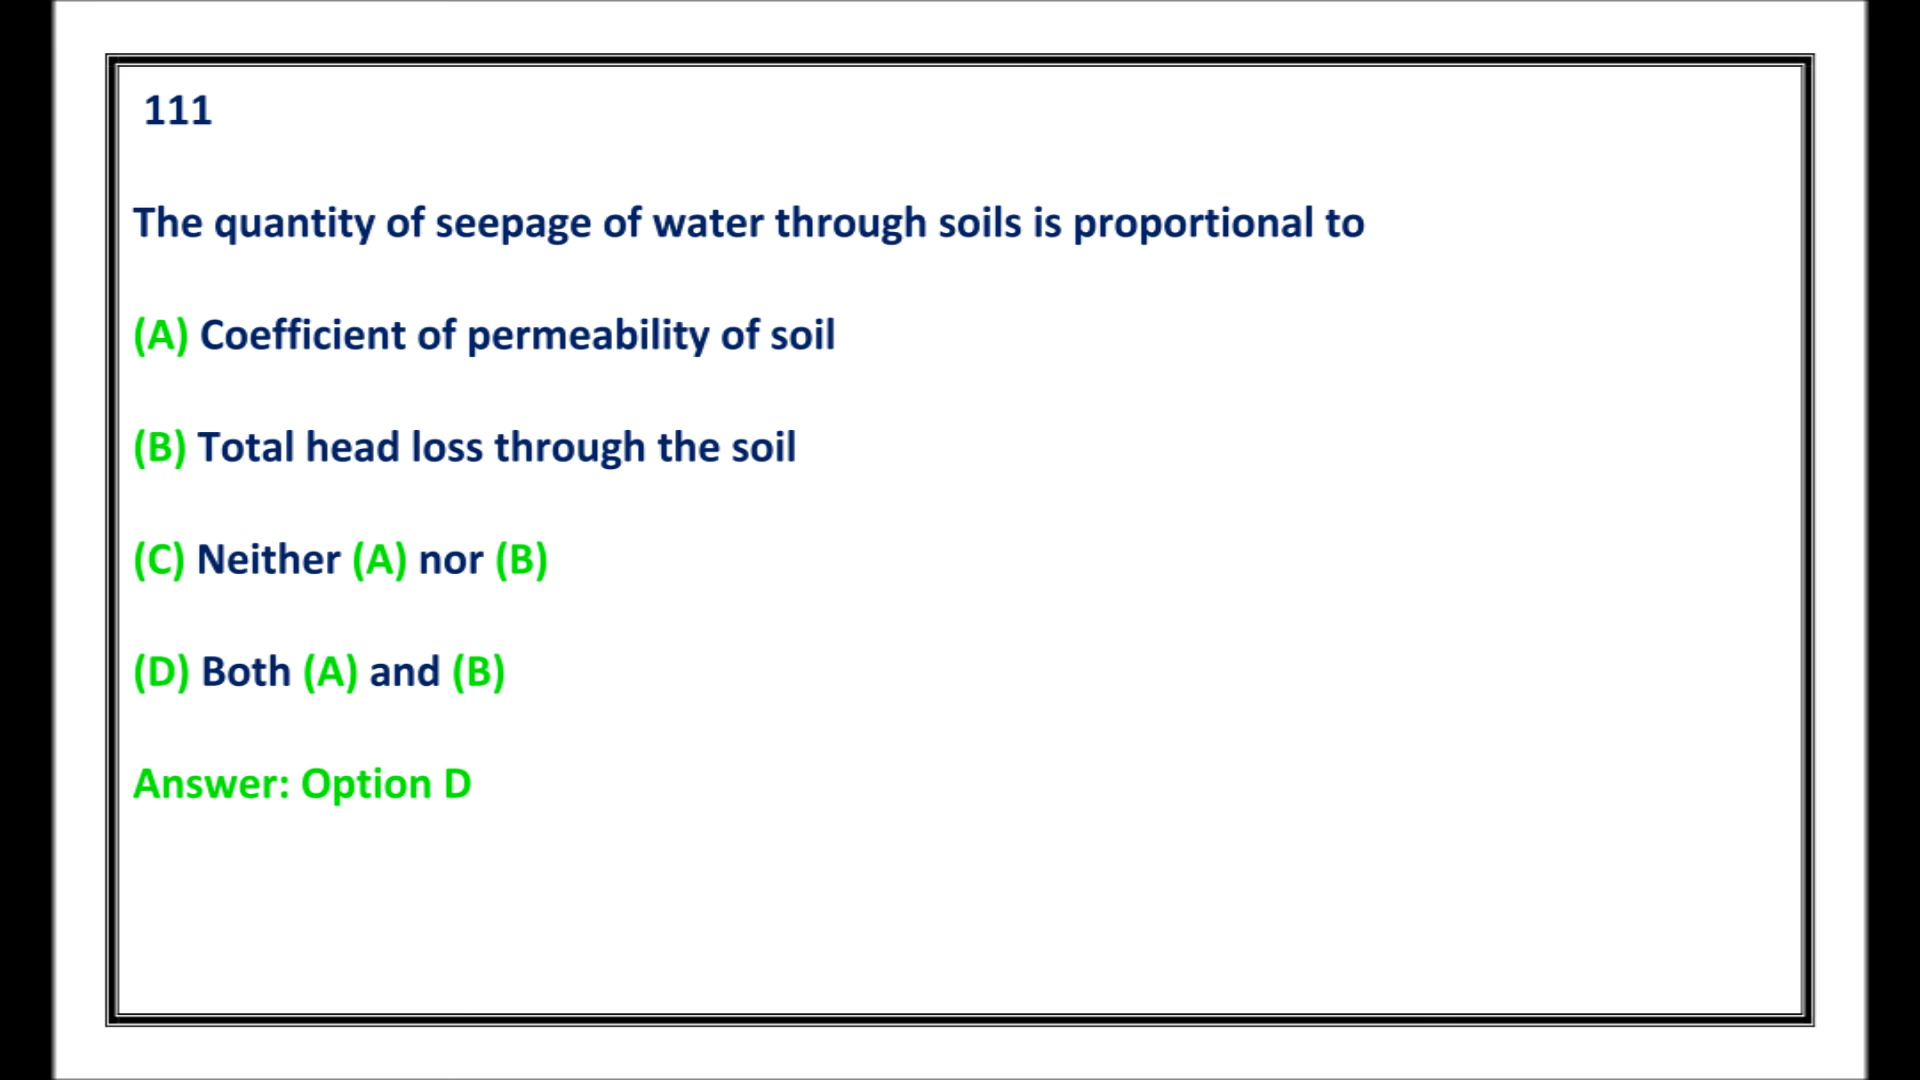 111
The quantity of seepage of water through soils is proportional to
(A) Coefficient of permeability of soil
(B) Total head loss through the soil
(C) Neither (A) nor (B)
(D) Both (A) and (B)
Answer: Option D